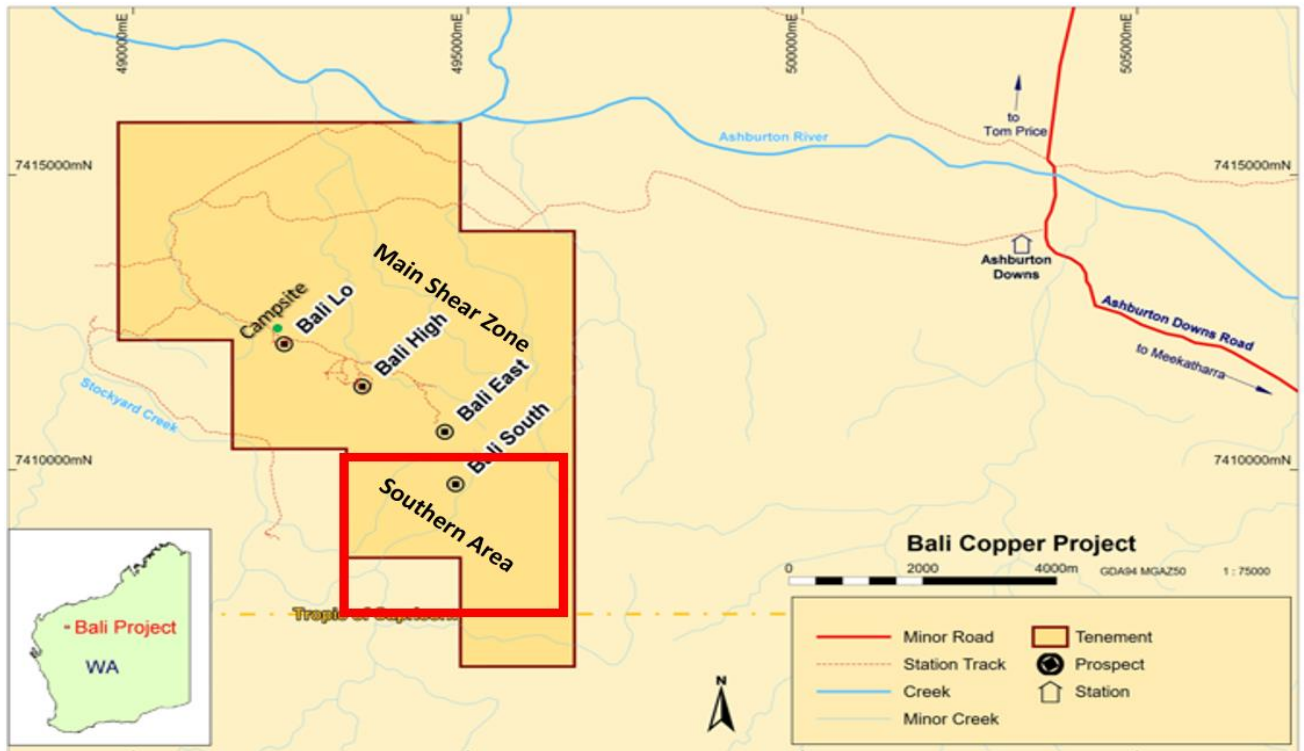 490000mE
495000mE
500000mE
505000mE
to
Tom Price
Ashburton River
7415000mN
7415000mN
Ashburton
Downs
Main Shear Zone
Campsite
Bali Lo
Bali High
Ashburton Downs Road
to Meekatharra
Bali East
Stockyard Creek
Bali South
7410000mN
7410000mN
Southern Area
Bali Copper Project
0
2000
4000m
GDA94 MGAZ50
1 : 75000
Tropic of Capricorn
Bali Project
WA
N
Minor Road
Station Track
Creek
Minor Creek
Tenement
Prospect
Station